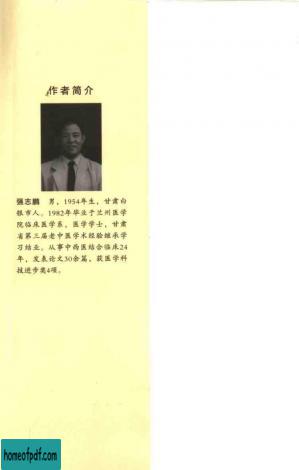 作者简介
强志鹏 男，1954年生，甘肃白
银市人。1982年毕业于兰州医学
院临床医学系，医学学士，甘肃
省第三届老中医学术经验继承学
习结业。从事中西医结合临床24
年，发表论文30余篇，获医学科
技进步类4项。
homeofpdf.com
homeofpdf.com